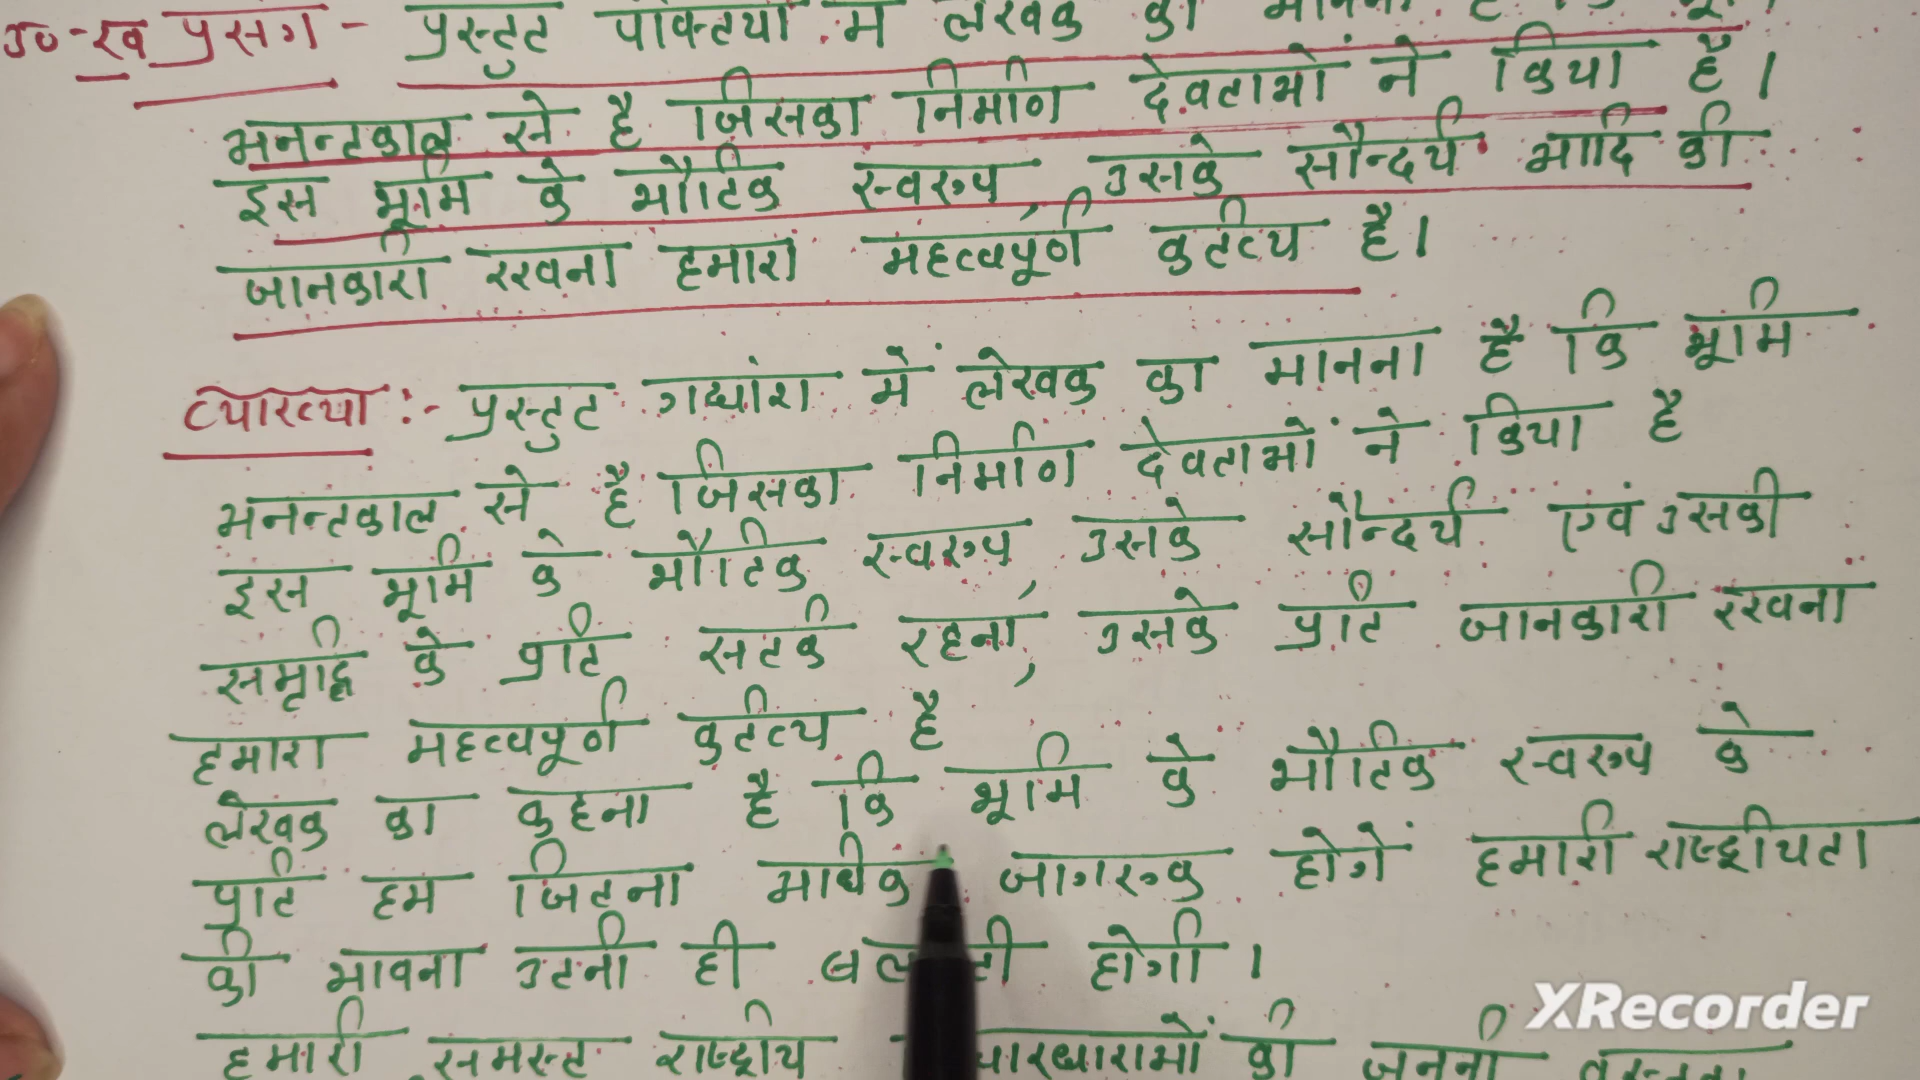 उ०-ख प्रसंग - प्रस्तुत पंक्तियों में लेखक की
अनन्तकाल से है जिसका निर्माण देवताओं ने किया है।
इस भूमि के भौतिक स्वरूप, उसके सौन्दर्य आदि की
जानकारी रखना हमारा महत्वपूर्ण कर्तव्य है।
व्याख्या :- प्रस्तुत गद्यांश में लेखक का मानना है कि भूमि
अनन्तकाल से है जिसका निर्माण देवताओं ने किया है
इस भूमि के भौतिक स्वरूप, उसके सौन्दर्य एवं उसकी
समृद्धि के प्रति सतर्क रहना, उसके प्रति जानकारी रखना
हमारा महत्वपूर्ण कर्तव्य है
लेखक का कहना है कि भूमि के भौतिक स्वरूप के
प्रति हम जितना अधिक जागरूक होगें हमारी राष्ट्रीयता
की भावना उतनी ही होगी।
हमारी समस्त राष्ट्रीय की जननी
XRecorder